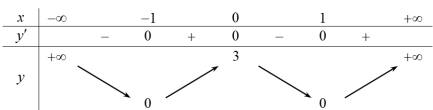 x −∞ −1 0 1 +∞
y′ − 0 + 0 − 0 +
+∞ 3 +∞
y
0 0